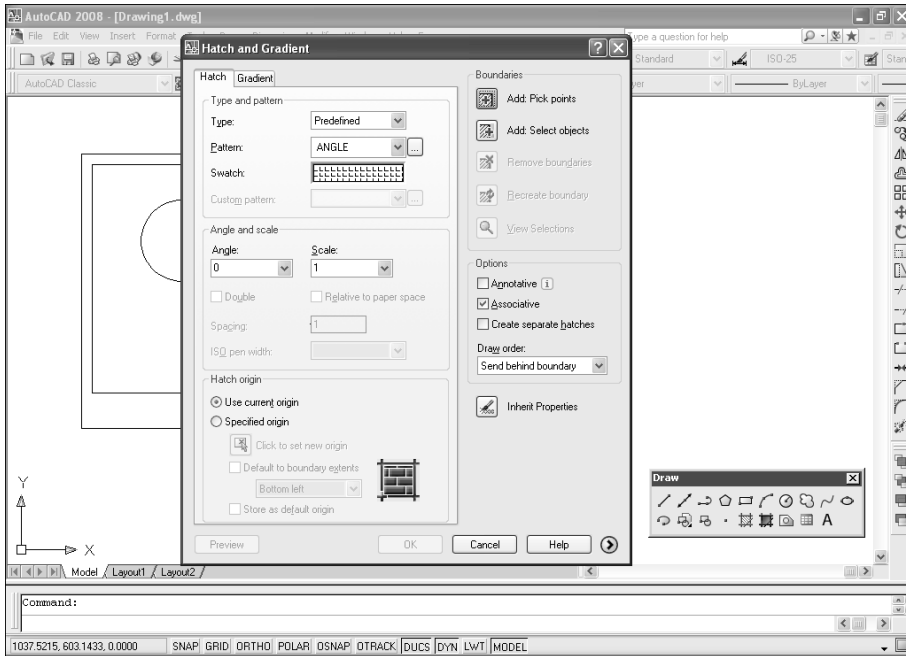 AutoCAD 2008 - [Drawing1.dwg]
File Edit View Insert Format
Type a question for help
Standard ISO-25 Stan
AutoCAD Classic
yer ByLayer
Hatch and Gradient
Hatch Gradient
Type and pattern
Type: Predefined
Pattern: ANGLE ...
Swatch:
Custom pattern: ...
Angle and scale
Angle: Scale:
0 1
Double Relative to paper space
Spacing: 1
ISO pen width:
Hatch origin
Use current origin
Specified origin
Click to set new origin
Default to boundary extents
Bottom left
Store as default origin
Boundaries
Add: Pick points
Add: Select objects
Remove boundaries
Recreate boundary
View Selections
Options
Annotative i
Associative
Create separate hatches
Draw order:
Send behind boundary
Inherit Properties
Preview OK Cancel Help
Draw
A
Y
X
Model Layout1 Layout2
Command:
1037.5215, 603.1433, 0.0000 SNAP GRID ORTHO POLAR OSNAP OTRACK DUCS DYN LWT MODEL